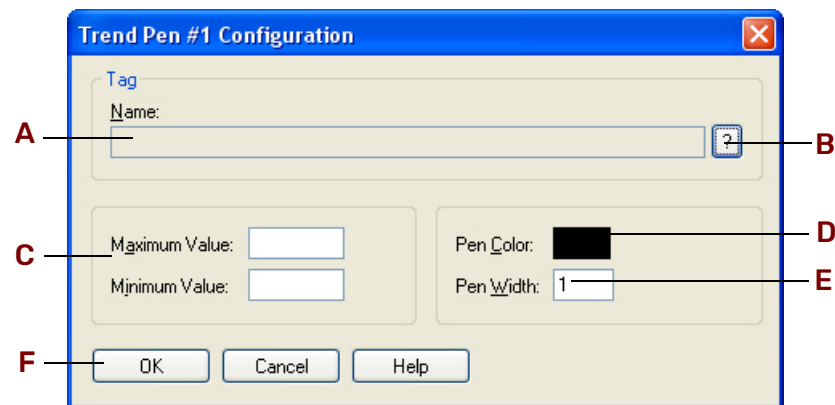 Trend Pen #1 Configuration
Tag
Name:
A
?
B
Maximum Value:
C
Minimum Value:
Pen Color:
D
Pen Width: 1
E
F
OK Cancel Help